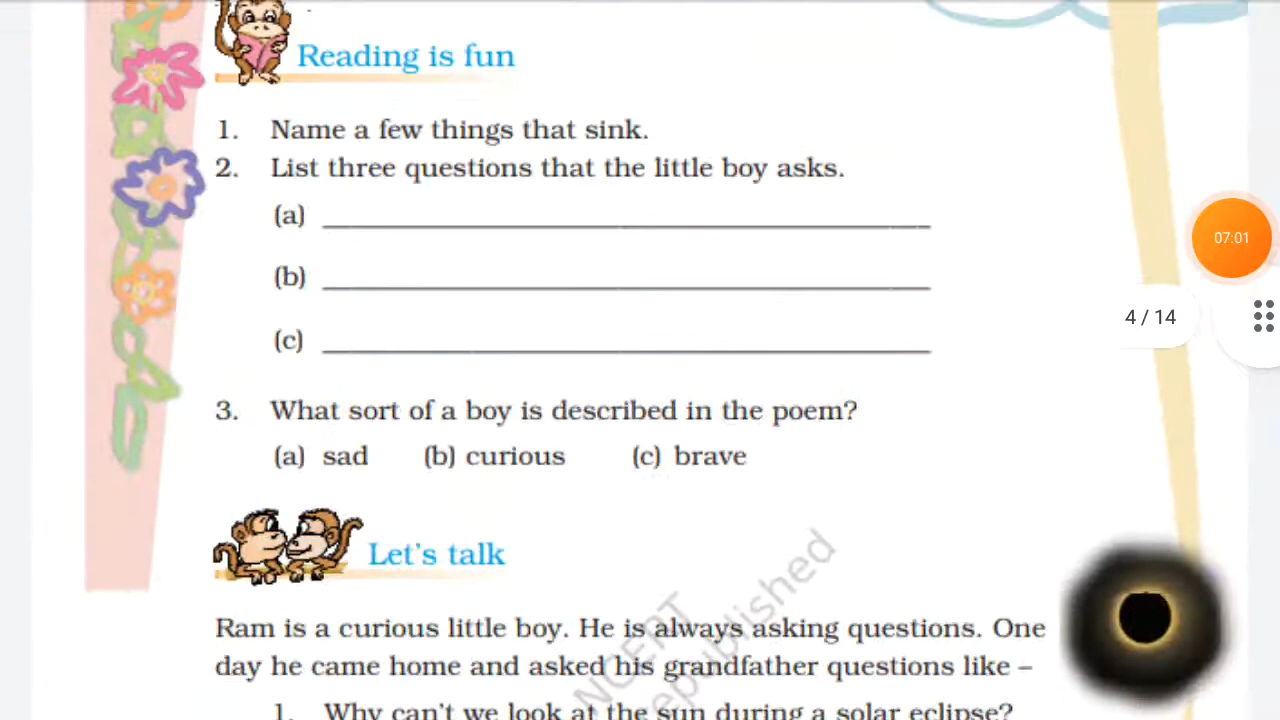 Reading is fun
1. Name a few things that sink.
2. List three questions that the little boy asks.
(a)
(b)
07:01
(c)
4 / 14
3. What sort of a boy is described in the poem?
(a) sad (b) curious (c) brave
Let's talk
Ram is a curious little boy. He is always asking questions. One
day he came home and asked his grandfather questions like –
1. Why can't we look at the sun during a solar eclipse?
NCERT
republished